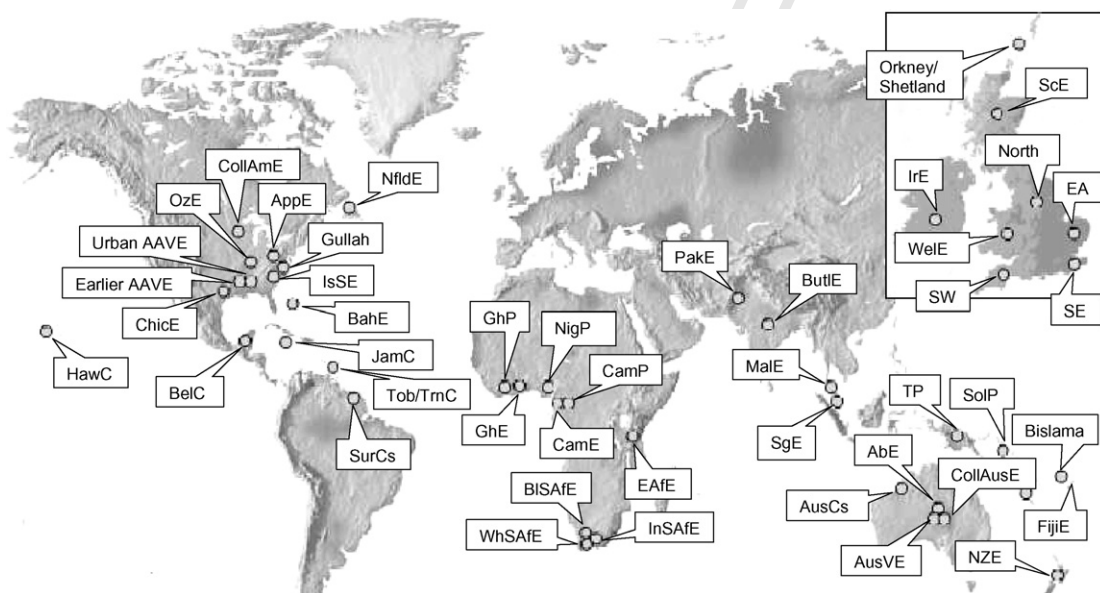 Orkney/
Shetland
ScE
North
IrE
EA
WelE
SW
SE
CollAmE
NfldE
OzE
AppE
Urban AAVE
Gullah
Earlier AAVE
IsSE
ChicE
BahE
HawC
BelC
JamC
Tob/TrnC
SurCs
PakE
ButlE
GhP
NigP
CamP
GhE
CamE
EAfE
BlSAfE
WhSAfE
InSAfE
MalE
SgE
TP
SolP
Bislama
AbE
CollAusE
AusCs
AusVE
FijiE
NZE